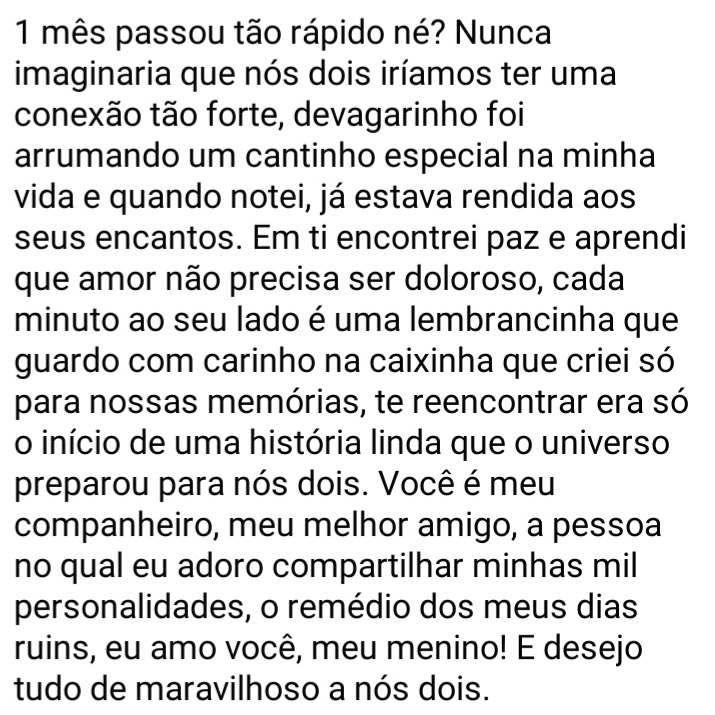 1 mês passou tão rápido né? Nunca
imaginaria que nós dois iríamos ter uma
conexão tão forte, devagarinho foi
arrumando um cantinho especial na minha
vida e quando notei, já estava rendida aos
seus encantos. Em ti encontrei paz e aprendi
que amor não precisa ser doloroso, cada
minuto ao seu lado é uma lembrancinha que
guardo com carinho na caixinha que criei só
para nossas memórias, te reencontrar era só
o início de uma história linda que o universo
preparou para nós dois. Você é meu
companheiro, meu melhor amigo, a pessoa
no qual eu adoro compartilhar minhas mil
personalidades, o remédio dos meus dias
ruins, eu amo você, meu menino! E desejo
tudo de maravilhoso a nós dois.